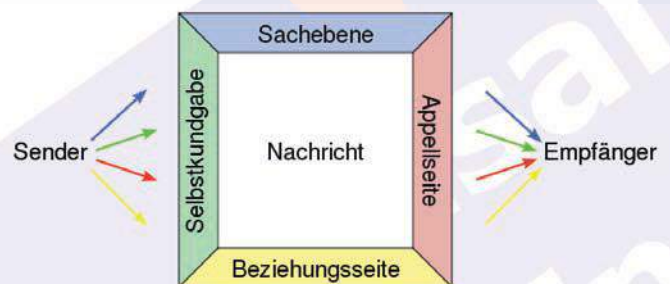 Sachebene
Sender
Selbstkundgabe
Nachricht
Appellseite
Empfänger
Beziehungsseite